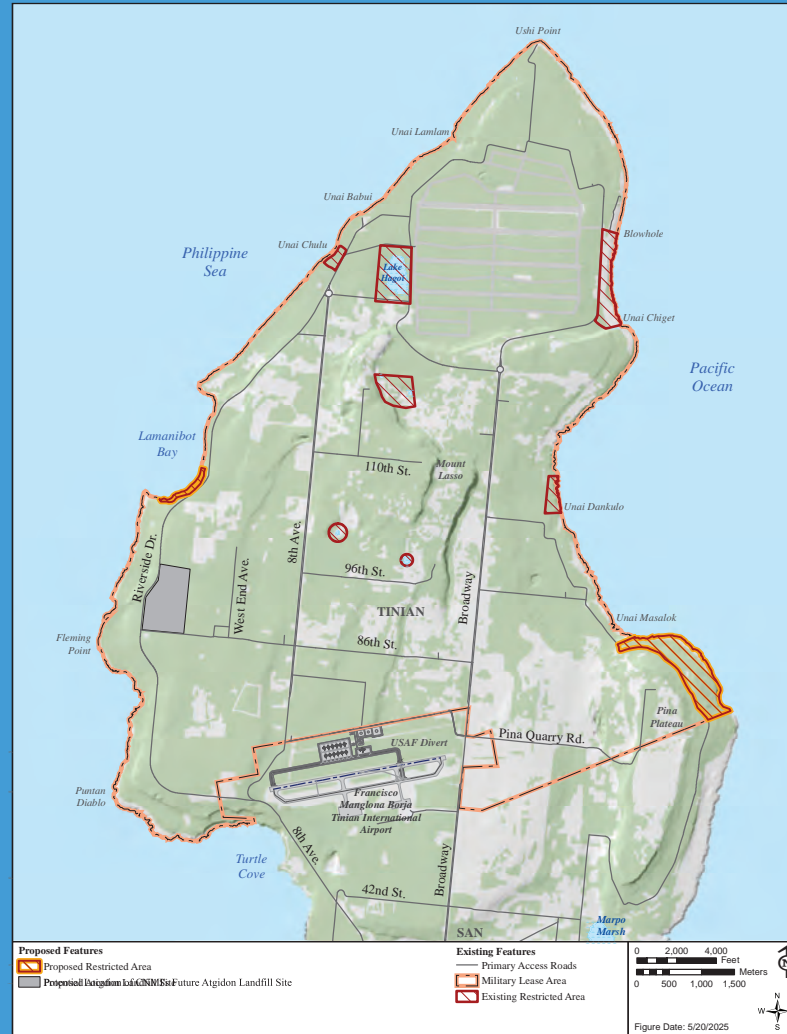 Ushi Point
Unai Lamlam
Unai Babui
Blowhole
Unai Chulu
Philippine
Sea
Lake
Hagoi
Unai Chiget
Pacific
Ocean
Lamanibot
Bay
110th St.
Mount
Lasso
Unai Dankulo
8th Ave.
Riverside Dr.
West End Ave.
96th St.
Broadway
TINIAN
Unai Masalok
Fleming
Point
86th St.
Pina
Plateau
USAF Divert
Pina Quarry Rd.
Puntan
Diablo
Francisco
Manglona Borja
Tinian International
Airport
Turtle
Cove
8th Ave.
Broadway
42nd St.
Marpo
Marsh
SAN
Proposed Features
Proposed Restricted Area
Future Atgidon Landfill Site
Existing Features
Primary Access Roads
Military Lease Area
Existing Restricted Area
0 2,000 4,000
Feet
Meters
0 500 1,000 1,500
N
W E
S
Figure Date: 5/20/2025